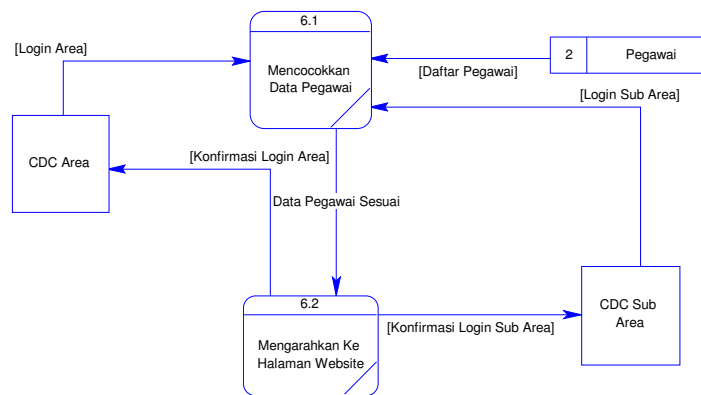 6.1
[Login Area]
Mencocokkan
Data Pegawai
2
Pegawai
[Daftar Pegawai]
[Login Sub Area]
CDC Area
[Konfirmasi Login Area]
Data Pegawai Sesuai
6.2
CDC Sub
Area
[Konfirmasi Login Sub Area]
Mengarahkan Ke
Halaman Website